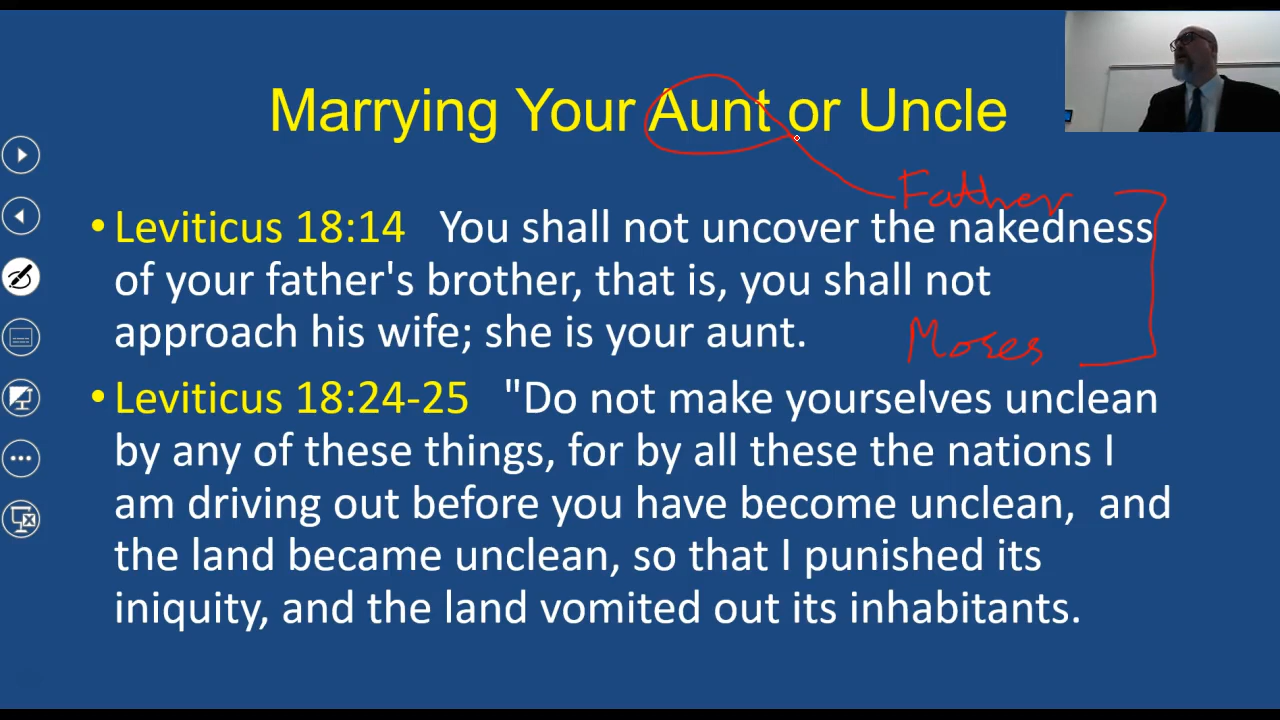 Marrying Your Aunt or Uncle
Father
• Leviticus 18:14 You shall not uncover the nakedness
of your father's brother, that is, you shall not
approach his wife; she is your aunt.
Moses
• Leviticus 18:24-25 "Do not make yourselves unclean
by any of these things, for by all these the nations I
am driving out before you have become unclean, and
the land became unclean, so that I punished its
iniquity, and the land vomited out its inhabitants.